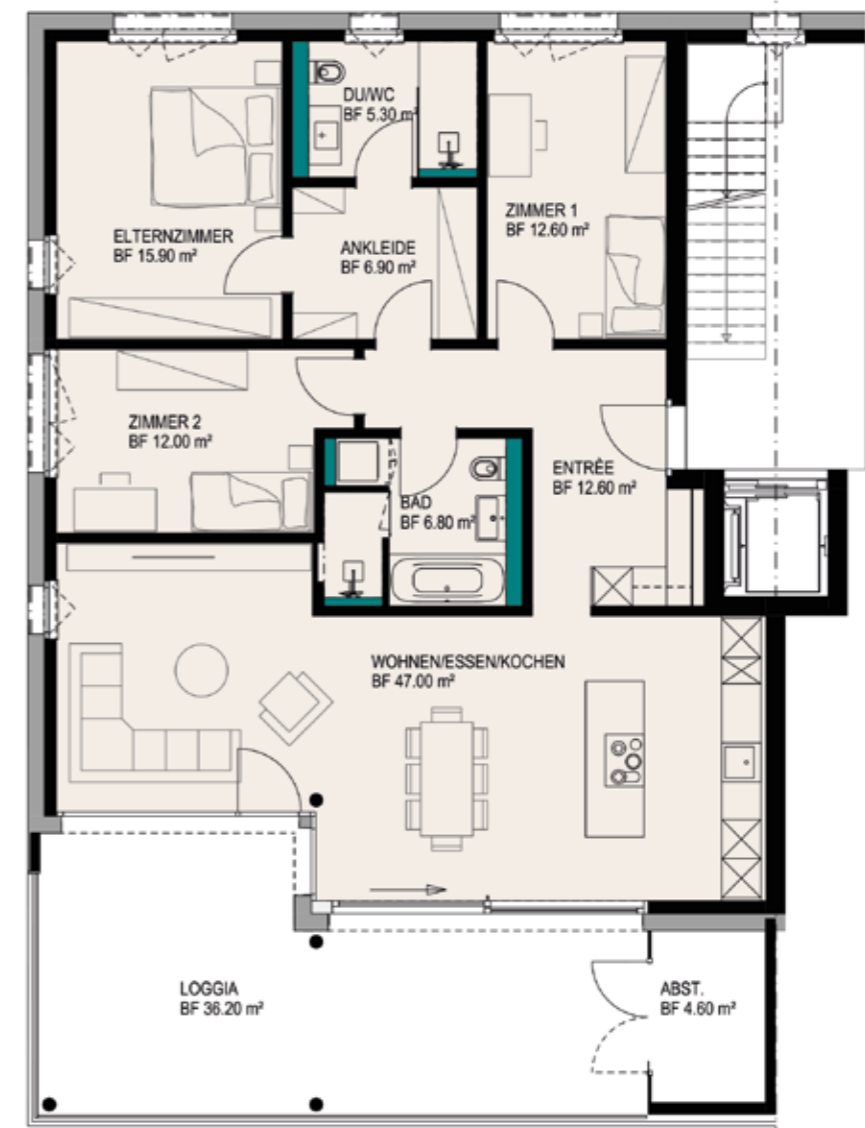 DU/WC
BF 5.30 m²
ZIMMER 1
BF 12.60 m²
ELTERNZIMMER
BF 15.90 m²
ANKLEIDE
BF 6.90 m²
ZIMMER 2
BF 12.00 m²
ENTRÊE
BF 12.60 m²
BAD
BF 6.80 m²
WOHNEN/ESSEN/KOCHEN
BF 47.00 m²
LOGGIA
BF 36.20 m²
ABST.
BF 4.60 m²